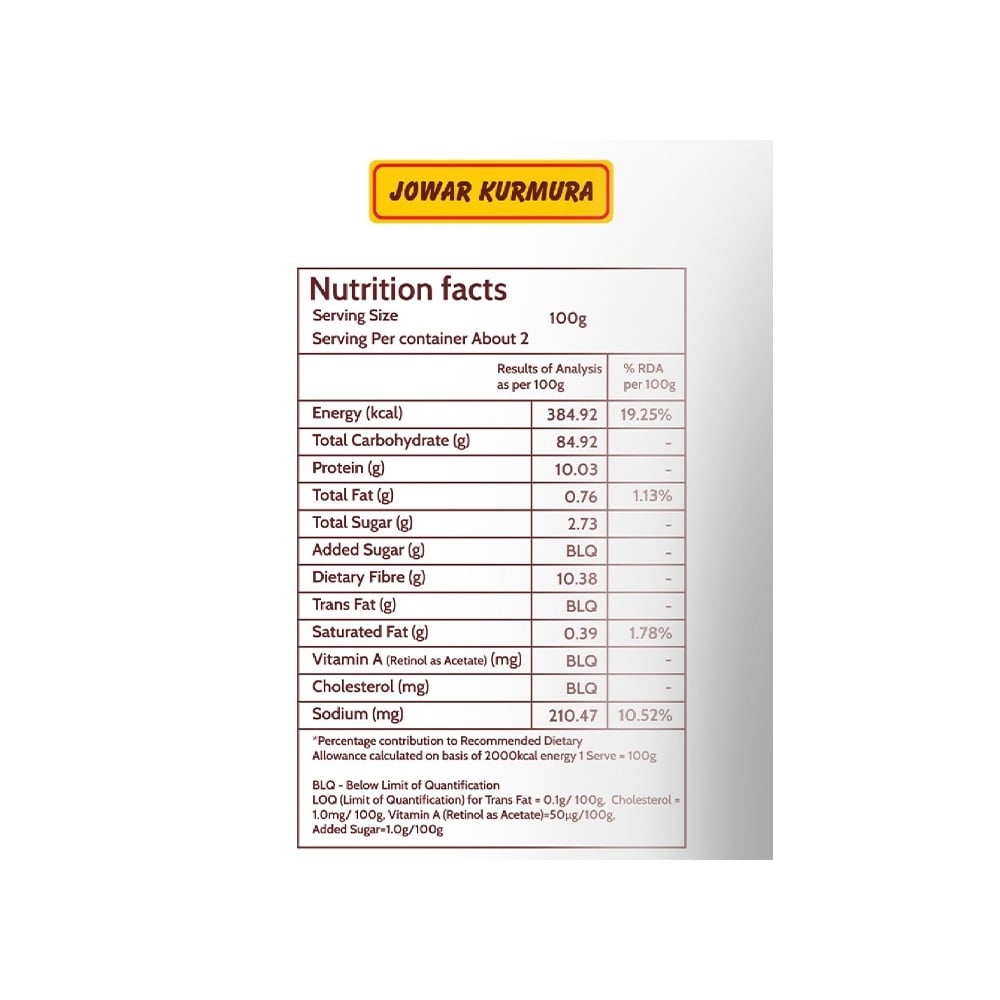 JOWAR KURMURA
Nutrition facts
Serving Size 100g
Serving Per container About 2
Results of Analysis as per 100g % RDA per 100g
Energy (kcal) 384.92 19.25%
Total Carbohydrate (g) 84.92 -
Protein (g) 10.03 -
Total Fat (g) 0.76 1.13%
Total Sugar (g) 2.73 -
Added Sugar (g) BLQ -
Dietary Fibre (g) 10.38 -
Trans Fat (g) BLQ -
Saturated Fat (g) 0.39 1.78%
Vitamin A (Retinol as Acetate) (mg) BLQ -
Cholesterol (mg) BLQ -
Sodium (mg) 210.47 10.52%
*Percentage contribution to Recommended Dietary
Allowance calculated on basis of 2000kcal energy 1 Serve = 100g
BLQ - Below Limit of Quantification
LOQ (Limit of Quantification) for Trans Fat = 0.1g/ 100g, Cholesterol =
1.0mg/ 100g, Vitamin A (Retinol as Acetate)=50µg/100g,
Added Sugar=1.0g/100g